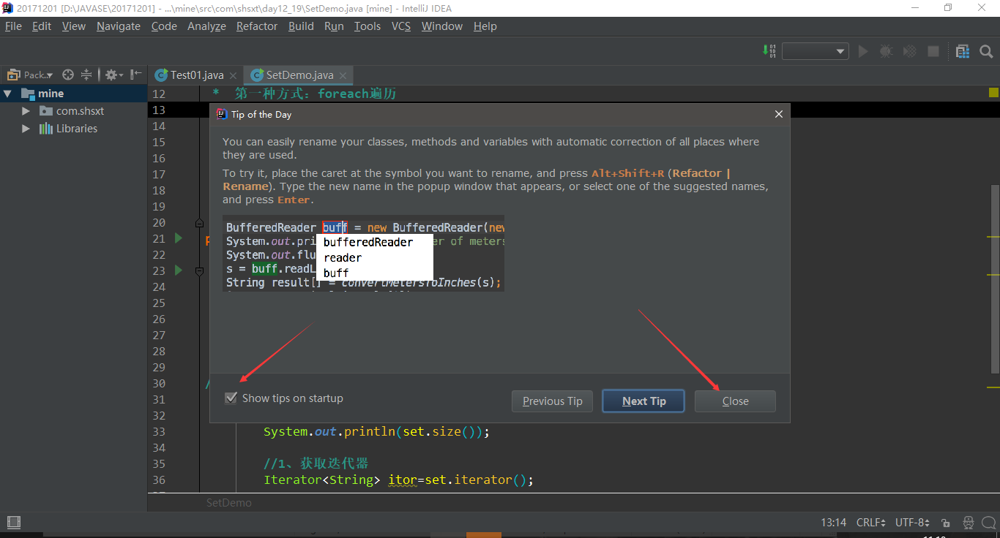 20171201 [D:\JAVASE\20171201] - ...\mine\src\com\shsxt\day12_19\SetDemo.java [mine] - IntelliJ IDEA
File Edit View Navigate Code Analyze Refactor Build Run Tools VCS Window Help
Pack.. Test01.java SetDemo.java
mine
com.shsxt
Libraries
12 * 第一种方式：foreach遍历
13
Tip of the Day
14
15
16
17
18
19
20
21
22
23
24
25
26
27
28
29
30 /
31
32
You can easily rename your classes, methods and variables with automatic correction of all places where
they are used.
To try it, place the caret at the symbol you want to rename, and press Alt+Shift+R (Refactor |
Rename). Type the new name in the popup window that appears, or select one of the suggested names,
and press Enter.
BufferedReader buff = new BufferedReader(new
System.out.pri er of meters
System.out.flu
s = buff.readL
String result[] = convertMetersToInches(s);
bufferedReader
reader
buff
Show tips on startup
Previous Tip Next Tip Close
33 System.out.println(set.size());
34
35 //1、获取迭代器
36 Iterator<String> itor=set.iterator();
SetDemo
13:14 CRLF UTF-8